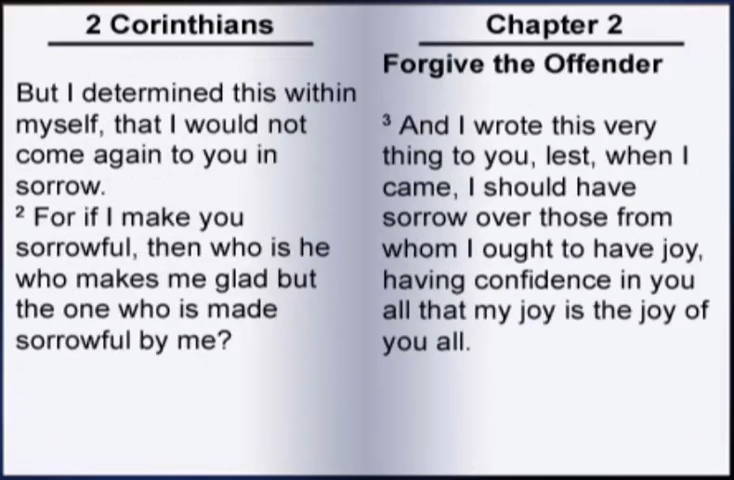 2 Corinthians
But I determined this within
myself, that I would not
come again to you in
sorrow.
² For if I make you
sorrowful, then who is he
who makes me glad but
the one who is made
sorrowful by me?
Chapter 2
Forgive the Offender
³ And I wrote this very
thing to you, lest, when I
came, I should have
sorrow over those from
whom I ought to have joy,
having confidence in you
all that my joy is the joy of
you all.